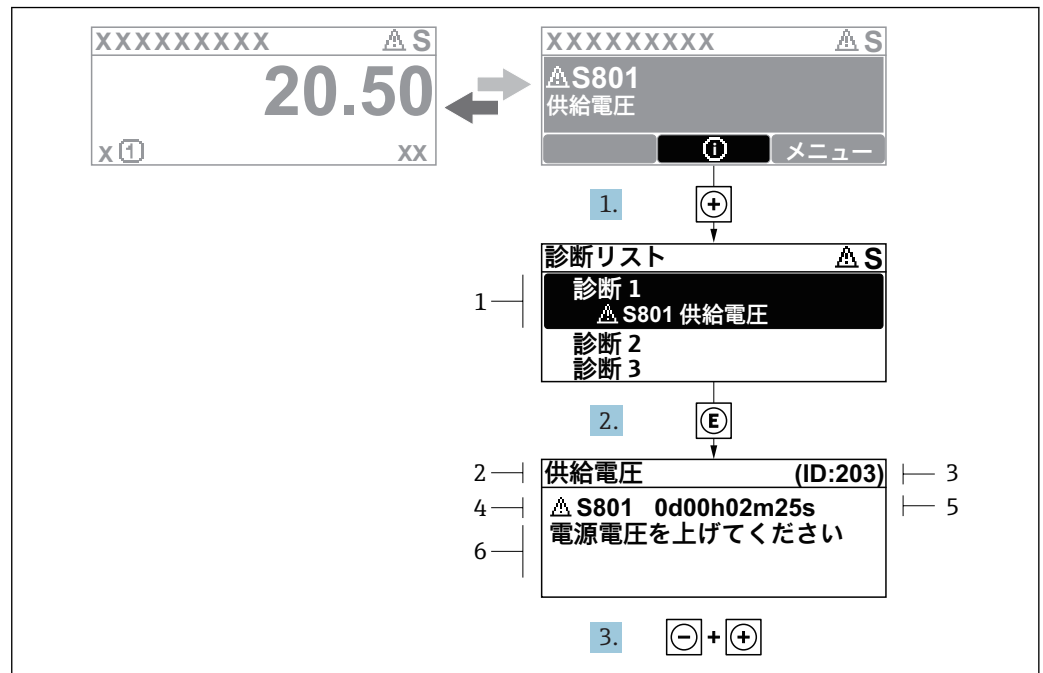 XXXXXXXXX ⚠ S
20.50
x ① xx
XXXXXXXXX ⚠ S
⚠S801
供給電圧
ⓘ メニュー
1. ⊕
診断リスト ⚠ S
1 診断 1
⚠ S801 供給電圧
診断 2
診断 3
2. Ⓔ
2 供給電圧 (ID:203) 3
4 ⚠ S801 0d00h02m25s 5
6 電源電圧を上げてください
3. ⊖+⊕